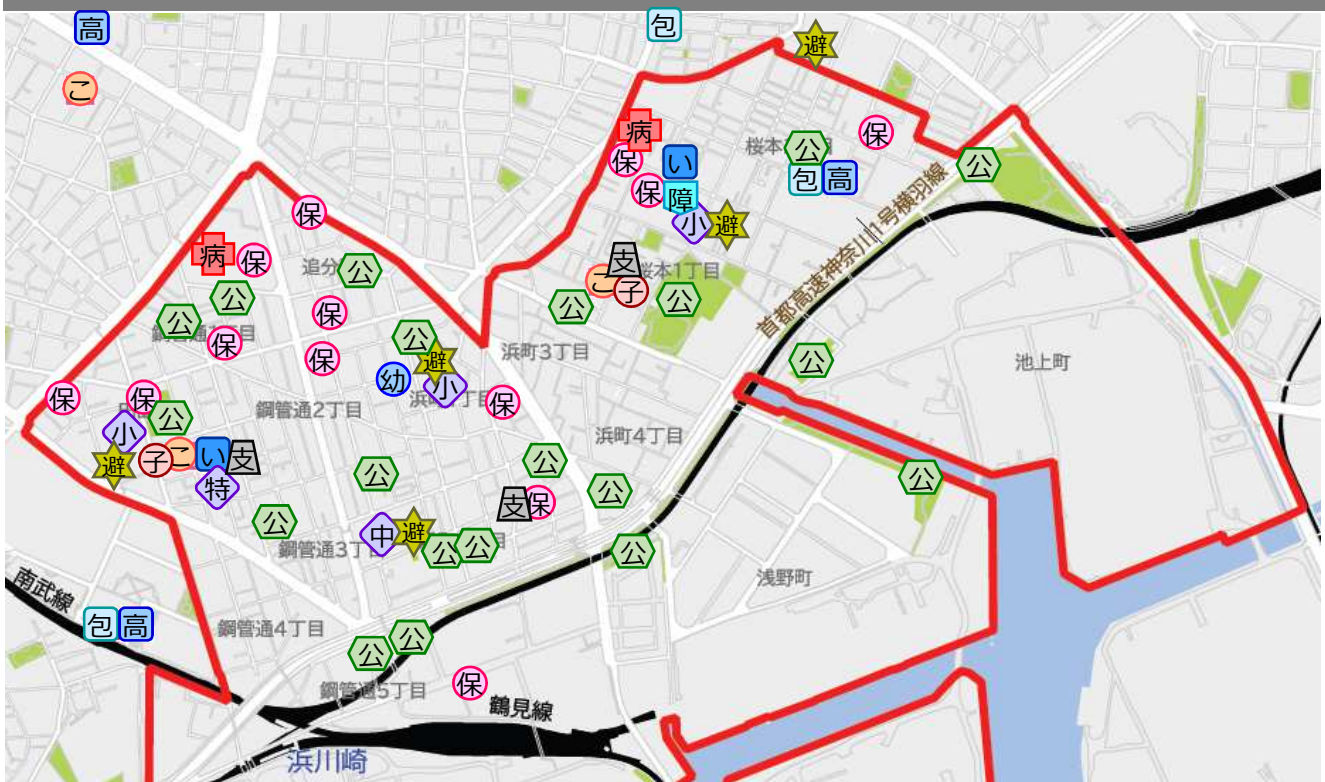 高
包
避
こ
病
保
公
保
桜本
保
い
公
包
高
保
障
保
小
避
病
保
追分
公
支
桜本1丁目
こ
子
公
公
公
公
保
首都高速神奈川1号横羽線
鋼管通
丁目
保
公
避
浜町3丁目
保
公
池上町
幼
小
保
保
保
公
鋼管通2丁目
小
浜町4丁目
避
子
こ
い
支
公
公
公
特
公
支
保
公
中
避
公
公
鋼管通3丁目
公
浅野町
南武線
包
高
鋼管通4丁目
公
公
鋼管通5丁目
保
鶴見線
浜川崎